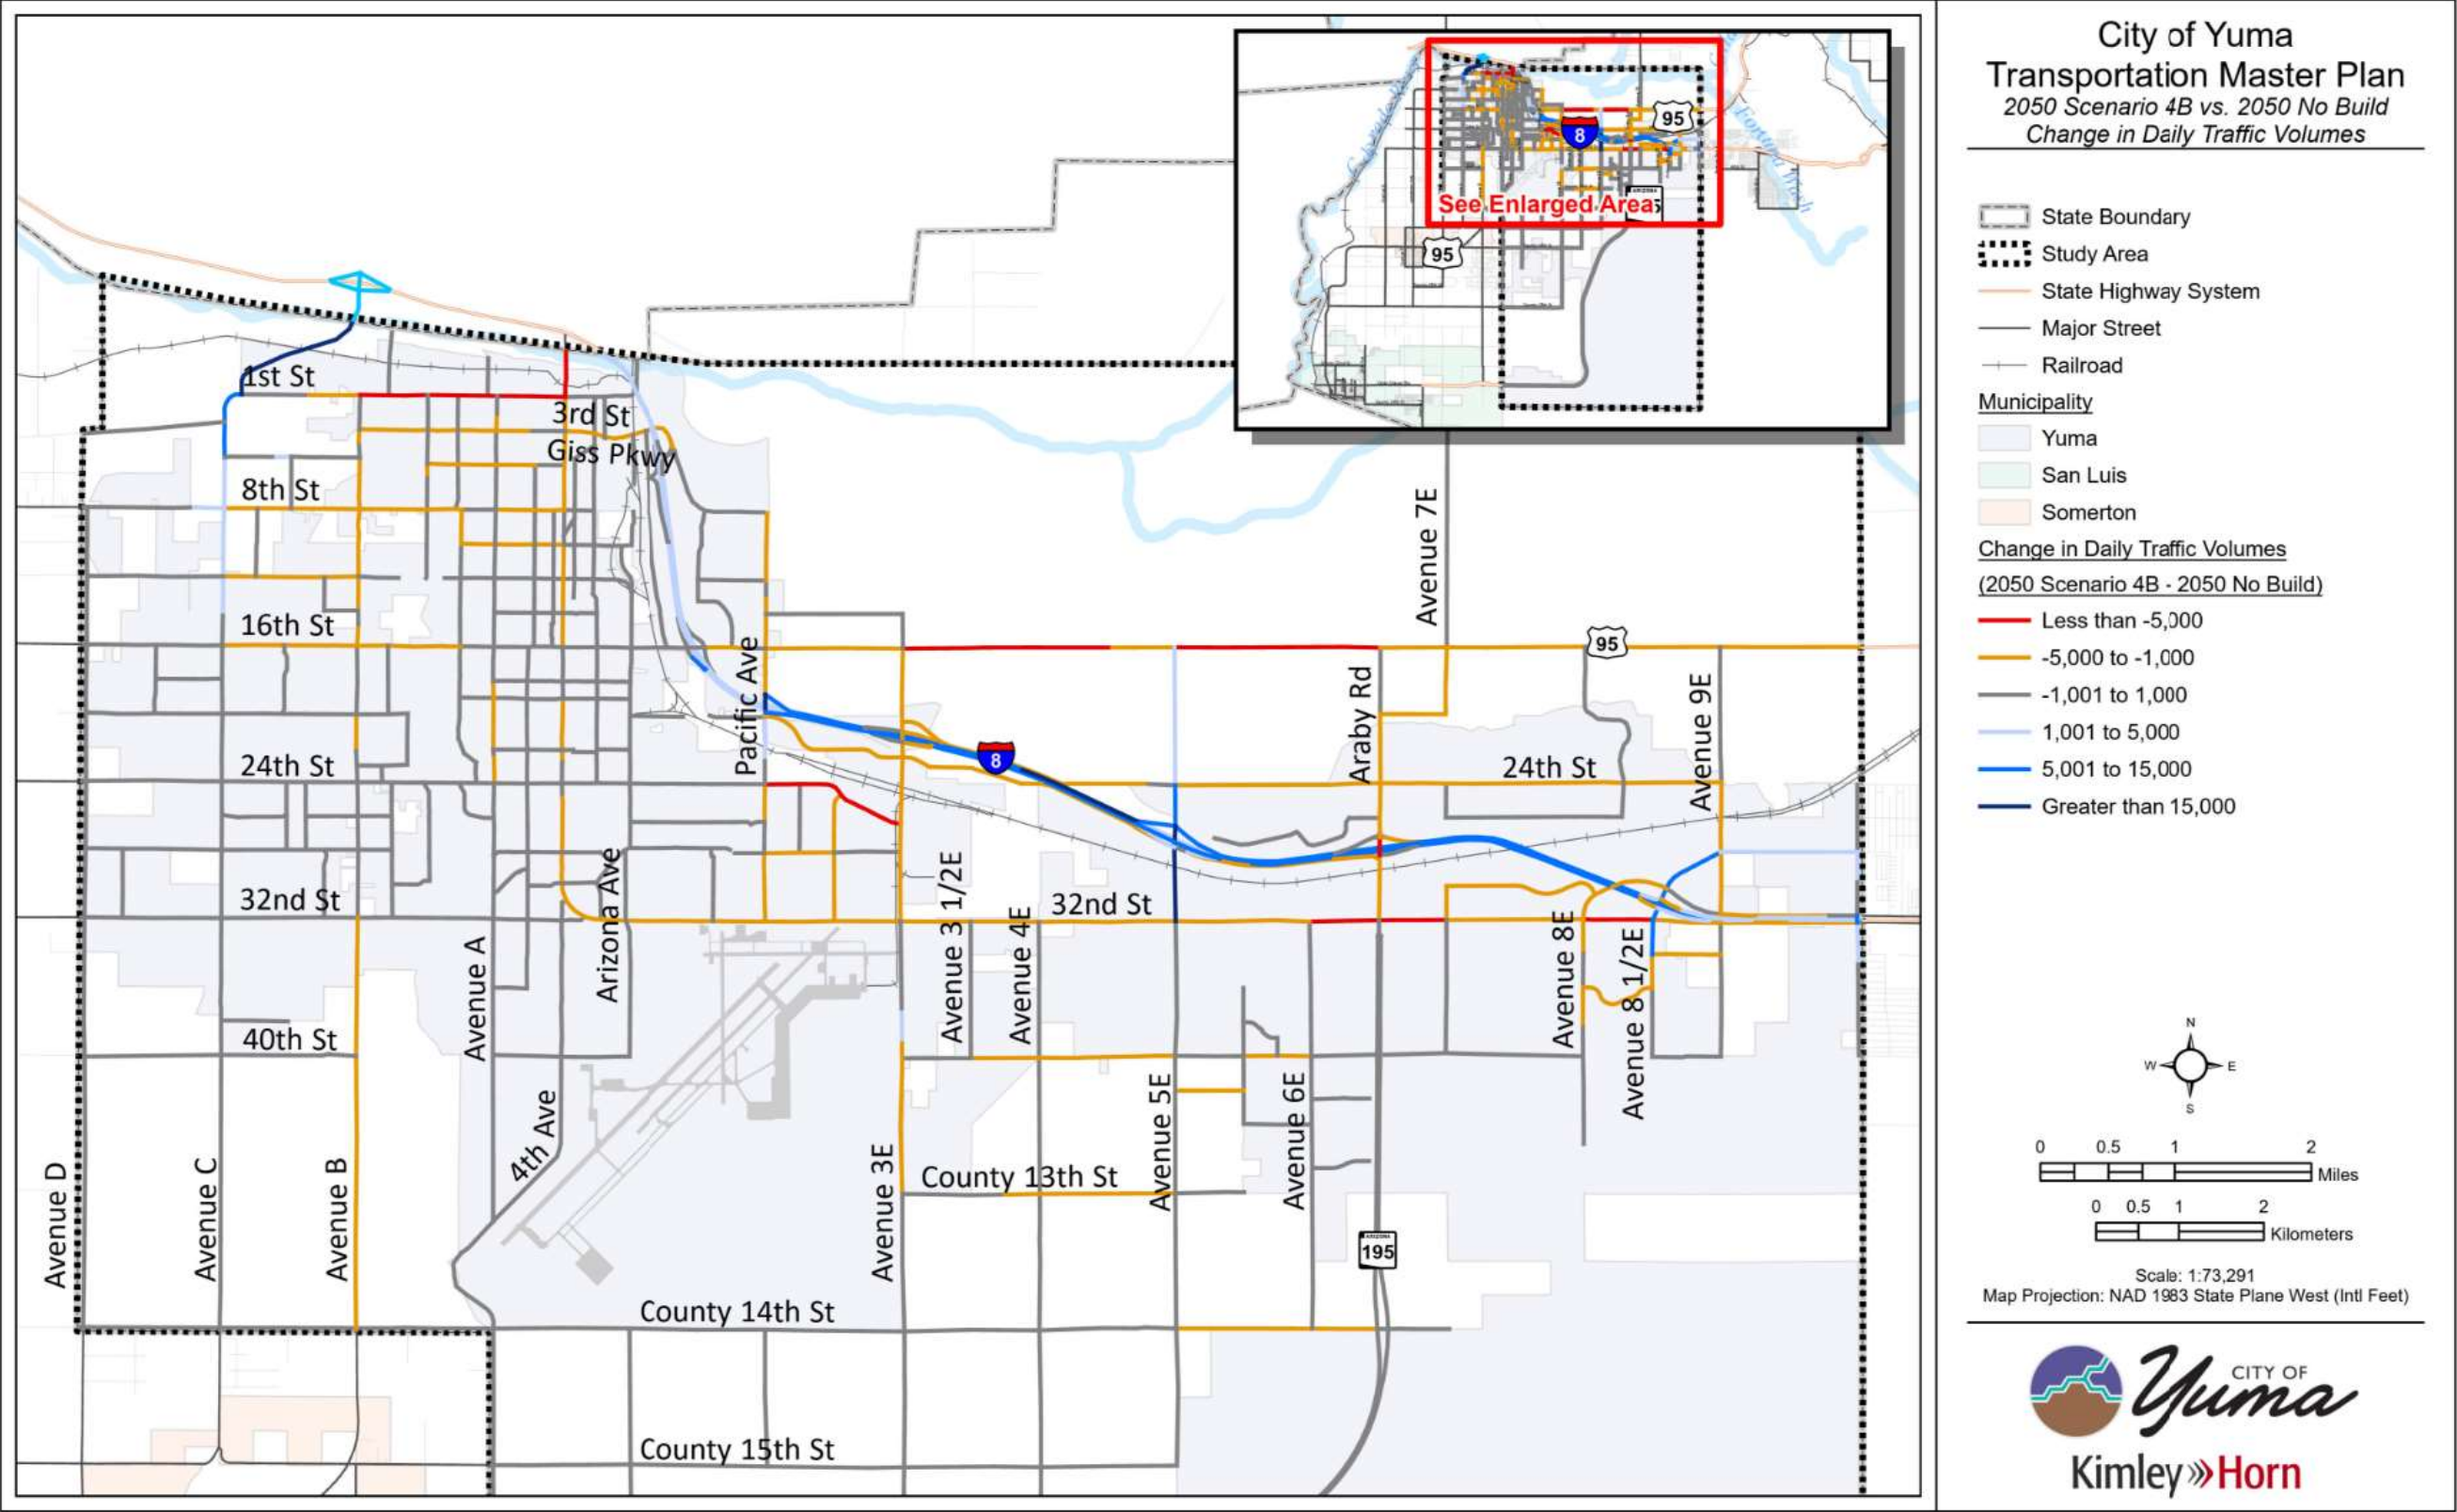 City of Yuma
Transportation Master Plan
2050 Scenario 4B vs. 2050 No Build
Change in Daily Traffic Volumes
State Boundary
Study Area
State Highway System
Major Street
Railroad
Municipality
Yuma
San Luis
Somerton
Change in Daily Traffic Volumes
(2050 Scenario 4B - 2050 No Build)
Less than -5,000
-5,000 to -1,000
-1,001 to 1,000
1,001 to 5,000
5,001 to 15,000
Greater than 15,000
N
W E
S
0 0.5 1 2
Miles
0 0.5 1 2
Kilometers
Scale: 1:73,291
Map Projection: NAD 1983 State Plane West (Intl Feet)
CITY OF
Yuma
Kimley»Horn
95
8
See Enlarged Area
95
1st St
3rd St
Giss Pkwy
8th St
16th St
24th St
32nd St
40th St
Pacific Ave
Avenue 7E
95
Araby Rd
24th St
Avenue 9E
8
Arizona Ave
Avenue A
Avenue 3 1/2E
Avenue 4E
32nd St
Avenue 8E
Avenue 8 1/2E
4th Ave
Avenue 5E
Avenue 6E
Avenue D
Avenue C
Avenue B
Avenue 3E
County 13th St
ARIZONA
195
County 14th St
County 15th St